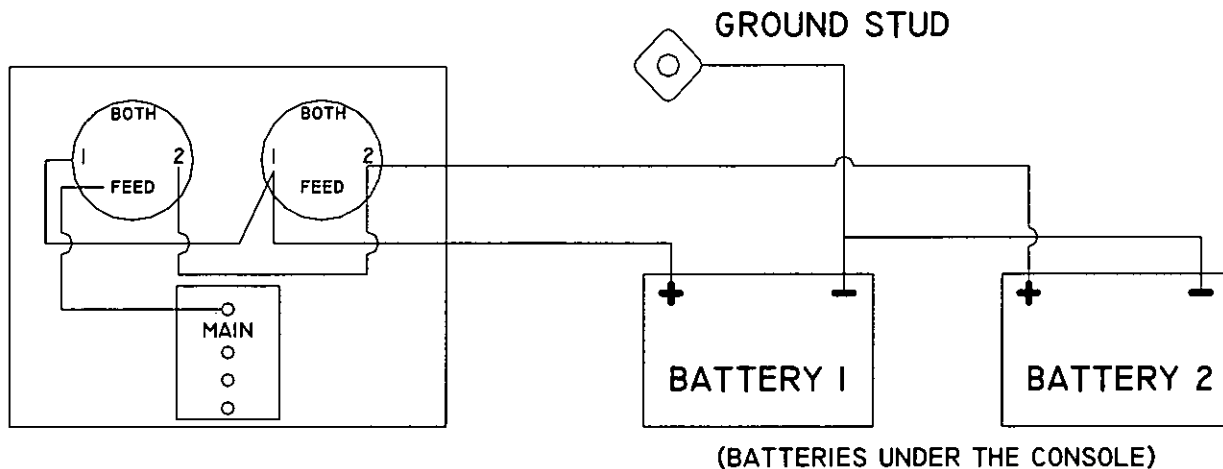 GROUND STUD
BOTH
BOTH
1 2
1 2
FEED
FEED
MAIN
+ −
+ −
BATTERY 1
BATTERY 2
(BATTERIES UNDER THE CONSOLE)